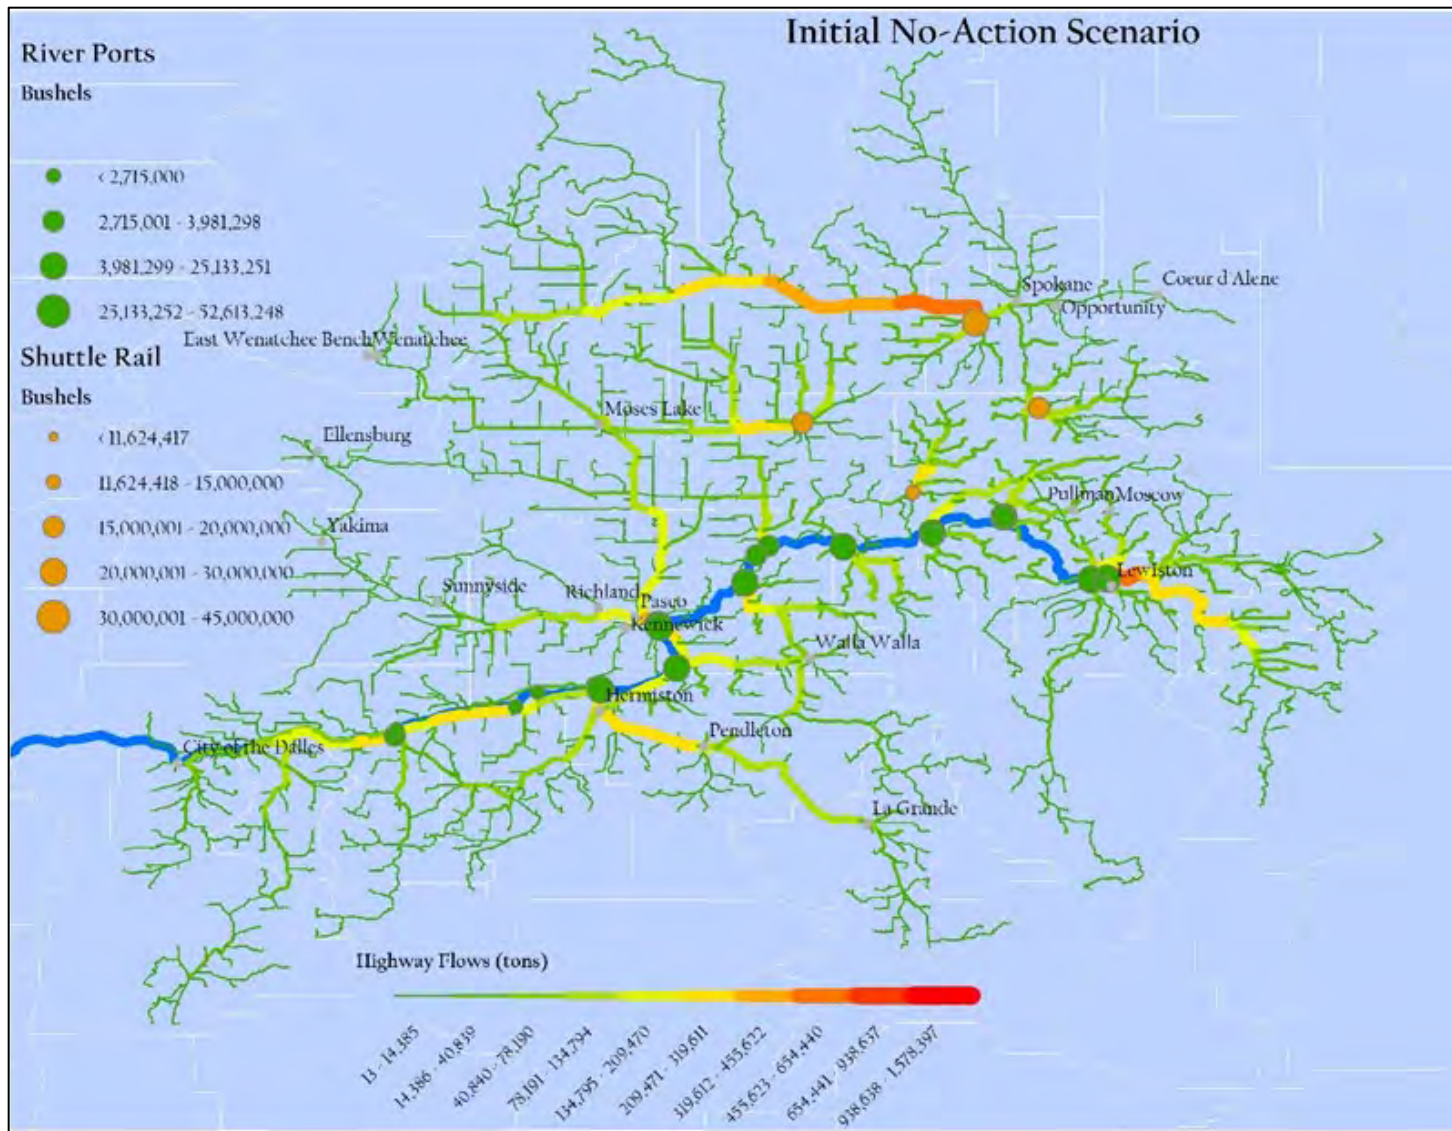 Initial No-Action Scenario
River Ports
Bushels
< 2,715,000
2,715,001 - 3,981,298
3,981,299 - 25,133,251
25,133,252 - 52,613,248
Shuttle Rail
Bushels
< 11,624,417
11,624,418 - 15,000,000
15,000,001 - 20,000,000
20,000,001 - 30,000,000
30,000,001 - 45,000,000
Spokane
Coeur d Alene
Opportunity
East Wenatchee Bench
Wenatchee
Moses Lake
Ellensburg
Pullman
Moscow
Yakima
Lewiston
Sunnyside
Richland
Pasco
Kennewick
Walla Walla
Hermiston
Pendleton
City of The Dalles
La Grande
Highway Flows (tons)
13 - 14,385
14,386 - 40,839
40,840 - 78,190
78,191 - 134,794
134,795 - 209,470
209,471 - 319,611
319,612 - 455,622
455,623 - 654,440
654,441 - 938,637
938,638 - 1,578,397